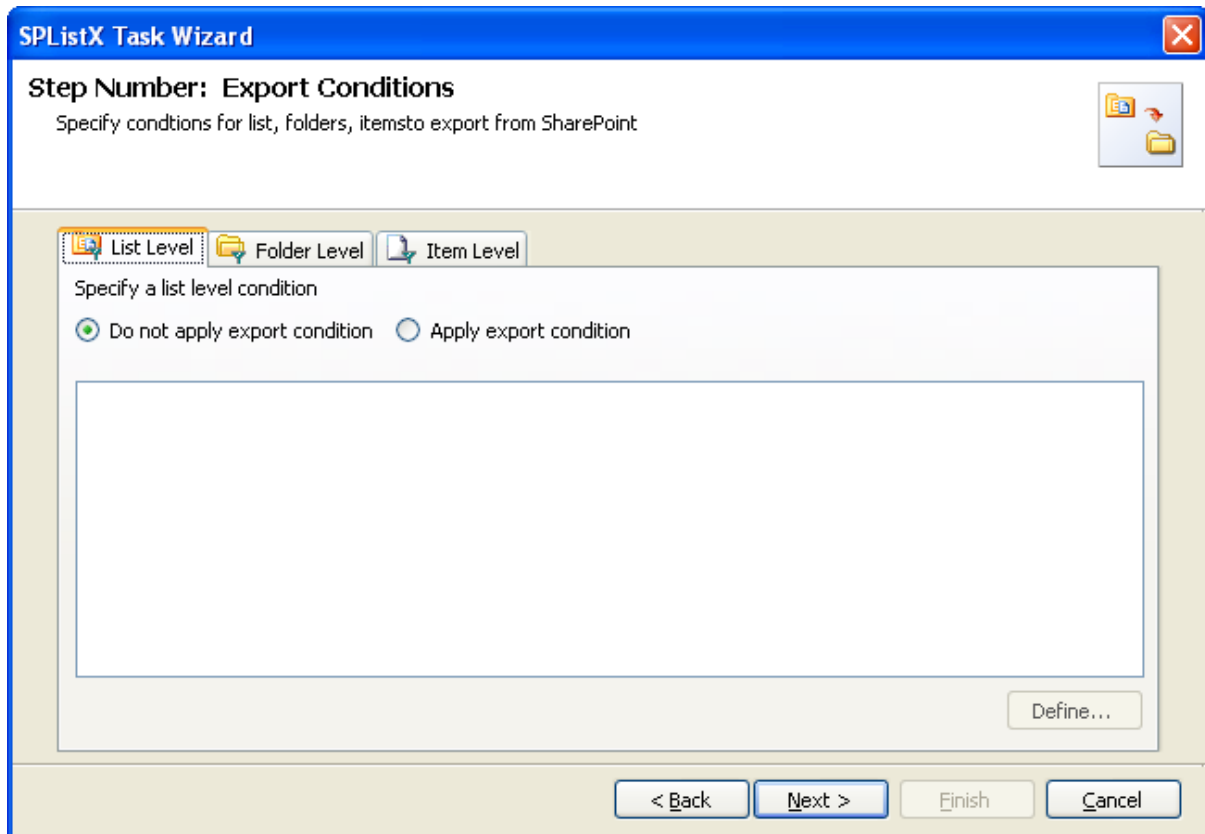 SPListX Task Wizard
Step Number: Export Conditions
Specify condtions for list, folders, itemsto export from SharePoint
List Level Folder Level Item Level
Specify a list level condition
Do not apply export condition Apply export condition
Define...
< Back Next > Finish Cancel